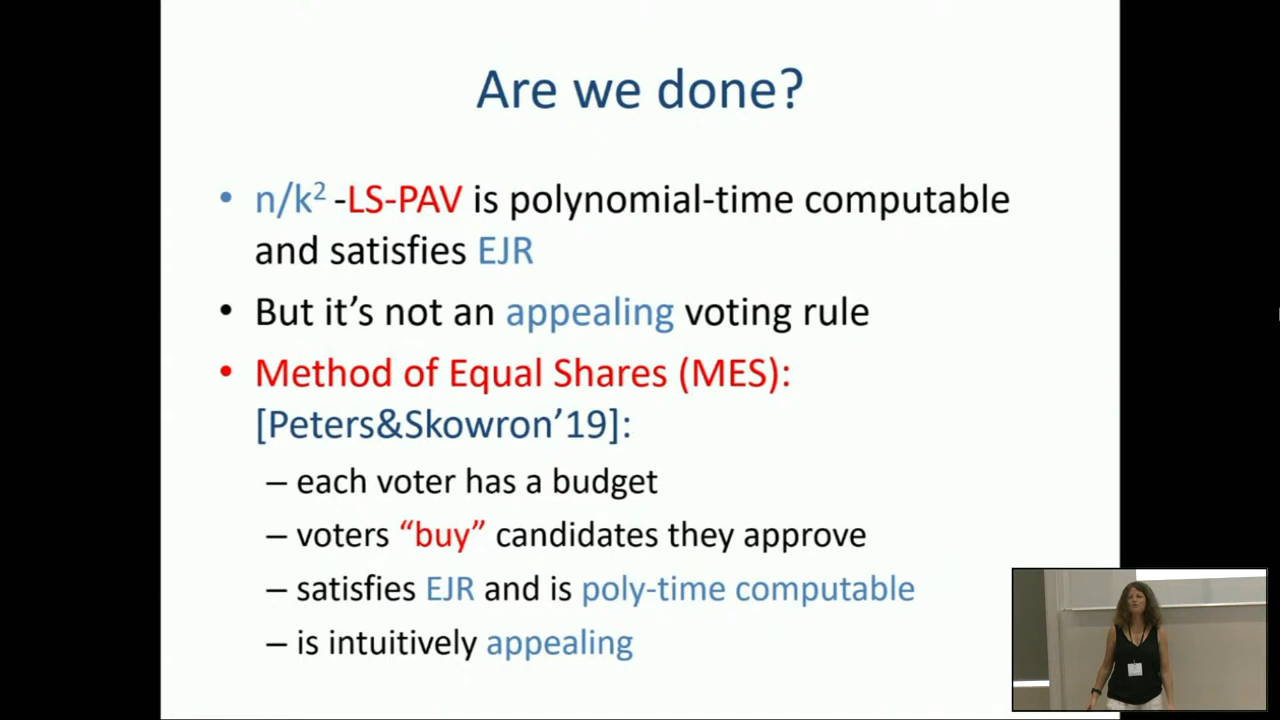 Are we done?
• n/k² -LS-PAV is polynomial-time computable
and satisfies EJR
• But it’s not an appealing voting rule
• Method of Equal Shares (MES):
[Peters&Skowron’19]:
– each voter has a budget
– voters “buy” candidates they approve
– satisfies EJR and is poly-time computable
– is intuitively appealing